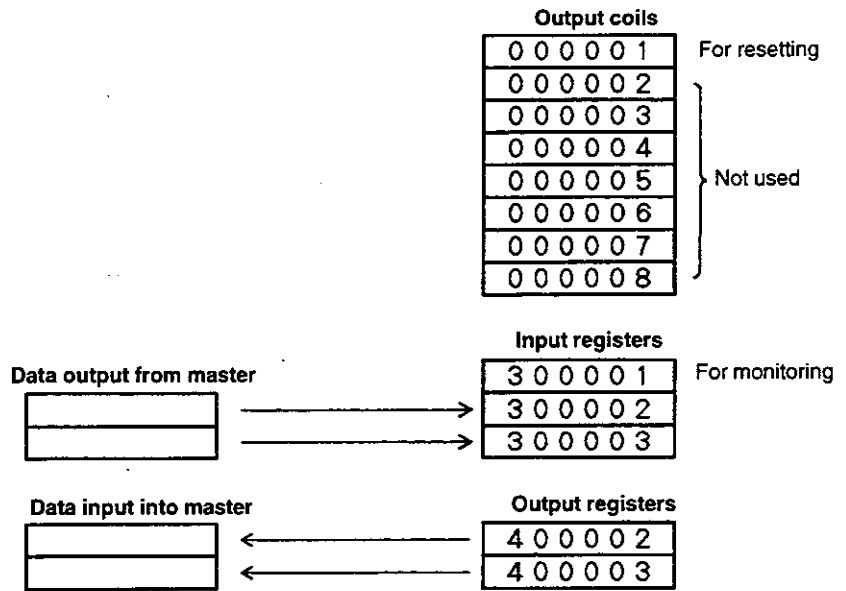 Output coils
000001 For resetting
000002
000003
000004
000005 Not used
000006
000007
000008
Input registers
Data output from master 300001 For monitoring
300002
300003
Data input into master Output registers
400002
400003